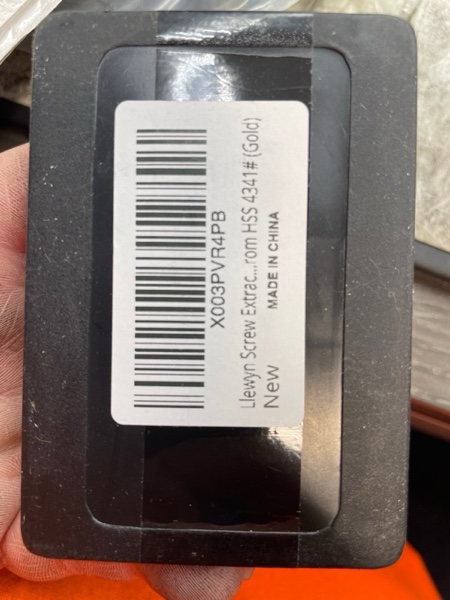 X003PVR4PB
Llewyn Screw Extrac...rom HSS 4341# (Gold)
New
MADE IN CHINA